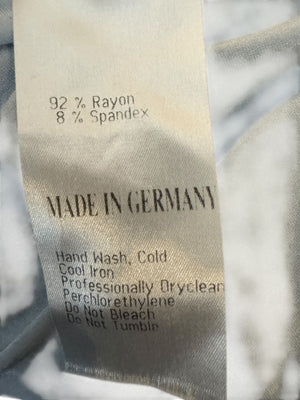 92 % Rayon
8 % Spandex
MADE IN GERMANY
Hand Wash, Cold
Cool Iron
Professionally Dryclean
Perchlorethylene
Do Not Bleach
Do Not Tumble